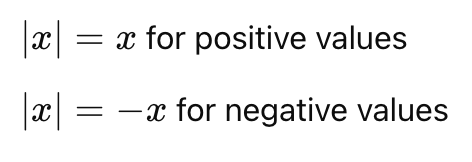 |x| = x for positive values
|x| = −x for negative values